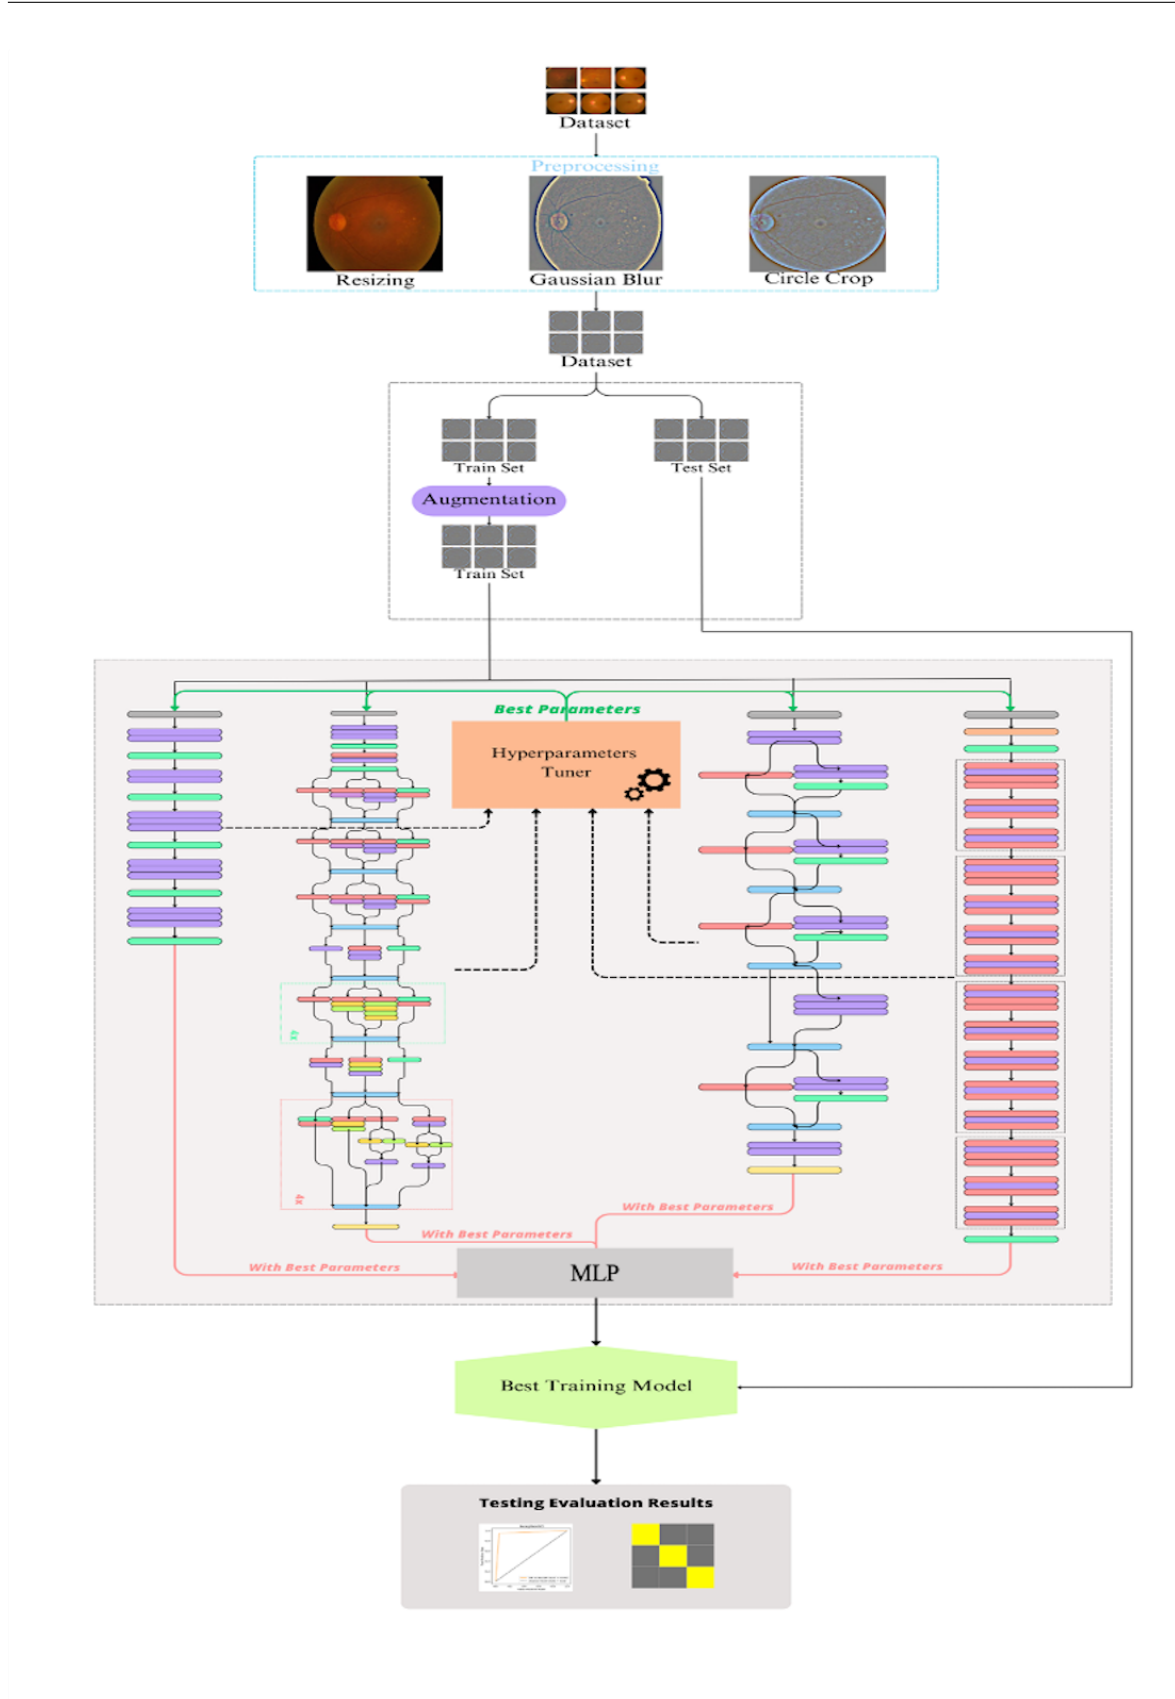 Dataset
Preprocessing
Resizing
Gaussian Blur
Circle Crop
Dataset
Train Set
Test Set
Augmentation
Train Set
Best Parameters
Hyperparameters
Tuner
4x
4x
With Best Parameters
With Best Parameters
With Best Parameters
With Best Parameters
MLP
Best Training Model
Testing Evaluation Results